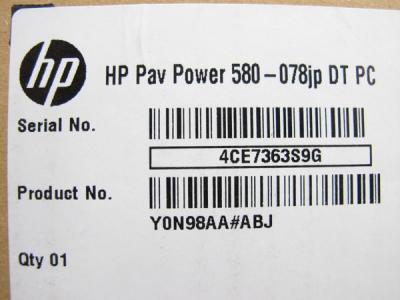 hp
HP Pav Power 580-078jp DT PC
Serial No.
4CE7363S9G
Product No.
Y0N98AA#ABJ
Qty 01